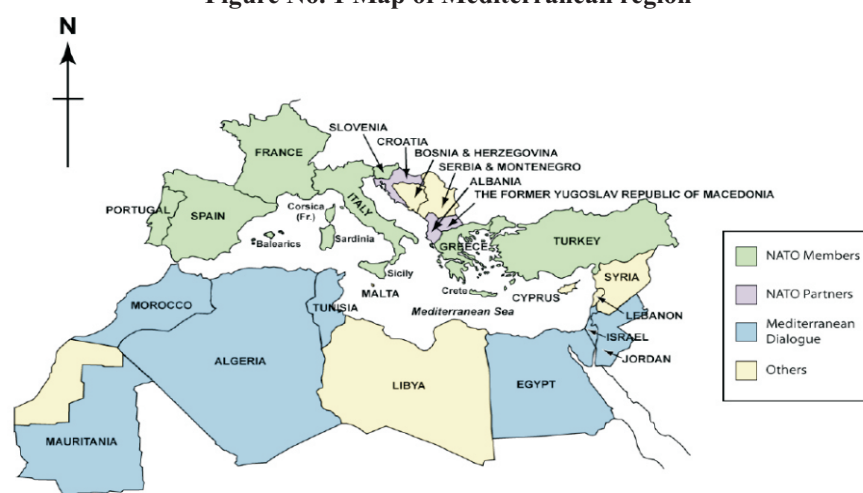 Figure No. 1 Map of Mediterranean region
N
SLOVENIA
CROATIA
BOSNIA & HERZEGOVINA
SERBIA & MONTENEGRO
ALBANIA
THE FORMER YUGOSLAV REPUBLIC OF MACEDONIA
FRANCE
ITALY
PORTUGAL
SPAIN
Corsica
(Fr.)
Balearics
Sardinia
GREECE
TURKEY
Sicily
Crete
MALTA
CYPRUS
SYRIA
Mediterranean Sea
LEBANON
ISRAEL
JORDAN
MOROCCO
TUNISIA
ALGERIA
LIBYA
EGYPT
MAURITANIA
NATO Members
NATO Partners
Mediterranean
Dialogue
Others